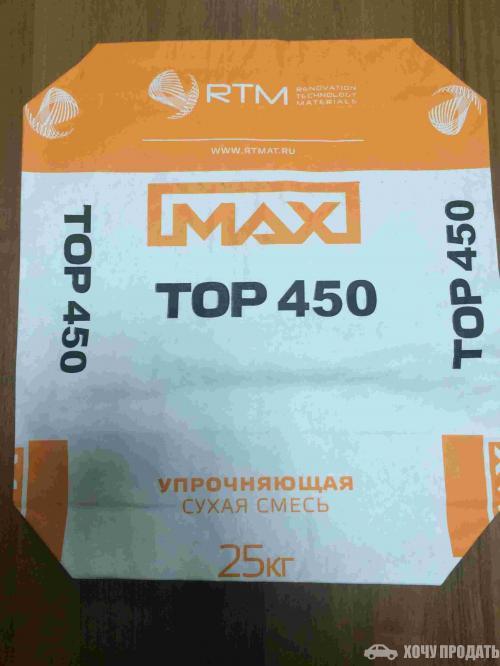 RTM
RENOVATION
TECHNOLOGY
MATERIALS
WWW.RTMAT.RU
MAX
TOP 450
TOP 450
TOP 450
УПРОЧНЯЮЩАЯ
СУХАЯ СМЕСЬ
25КГ
ХОЧУ ПРОДАТЬ